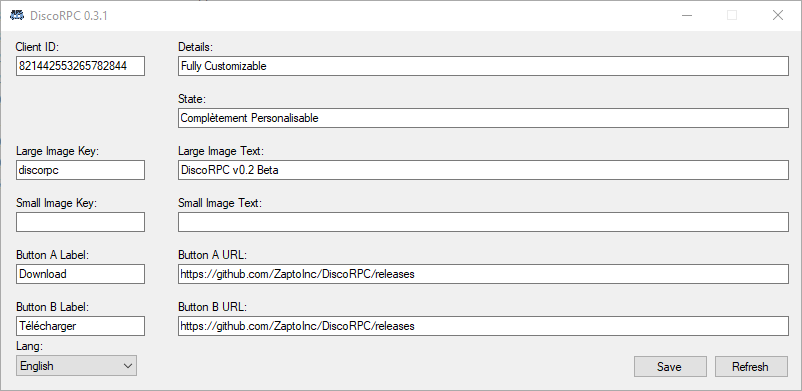 DiscoRPC 0.3.1
Client ID: Details:
821442553265782844 Fully Customizable
State:
Complètement Personalisable
Large Image Key: Large Image Text:
discorpc DiscoRPC v0.2 Beta
Small Image Key: Small Image Text:
Button A Label: Button A URL:
Download https://github.com/ZaptoInc/DiscoRPC/releases
Button B Label: Button B URL:
Télécharger https://github.com/ZaptoInc/DiscoRPC/releases
Lang:
English Save Refresh